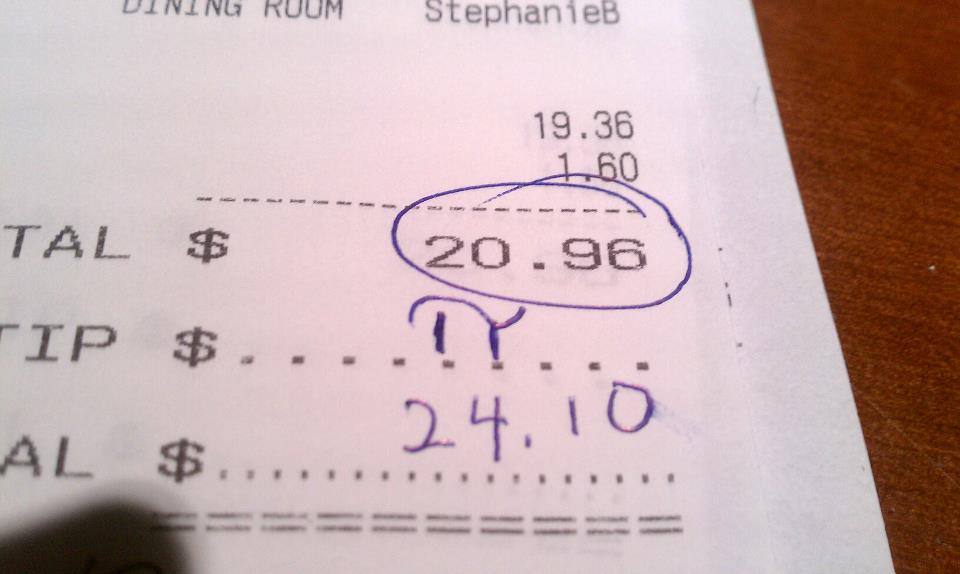 DINING ROOM StephanieB
19.36
1.60
TAL $ 20.96
TIP $
24.10
AL $